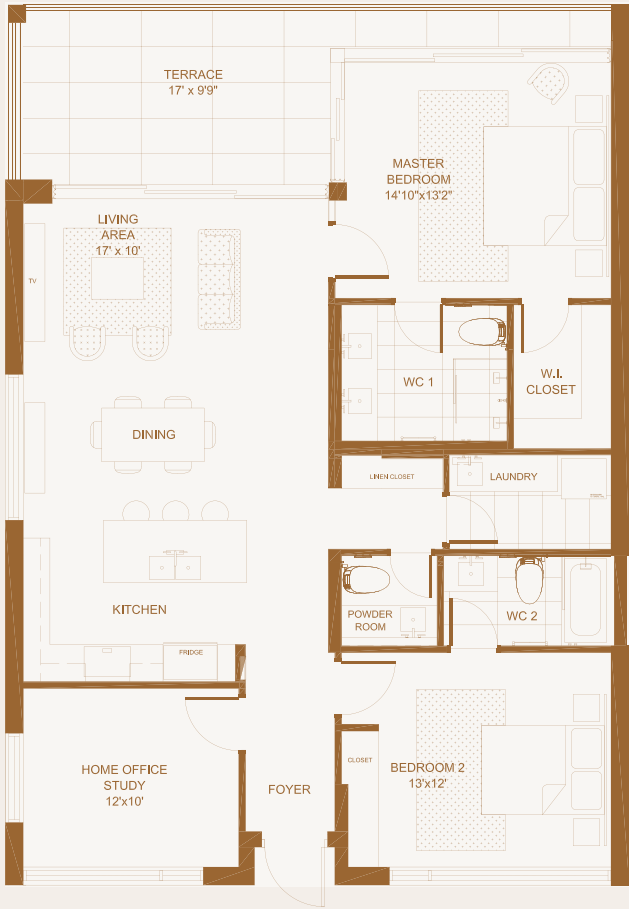 TERRACE
17' x 9'9"
MASTER
BEDROOM
14'10"x13'2"
LIVING
AREA
17' x 10'
TV
WC 1
W.I.
CLOSET
DINING
LINEN CLOSET
LAUNDRY
KITCHEN
POWDER
ROOM
WC 2
FRIDGE
HOME OFFICE
STUDY
12'x10'
FOYER
CLOSET
BEDROOM 2
13'x12'